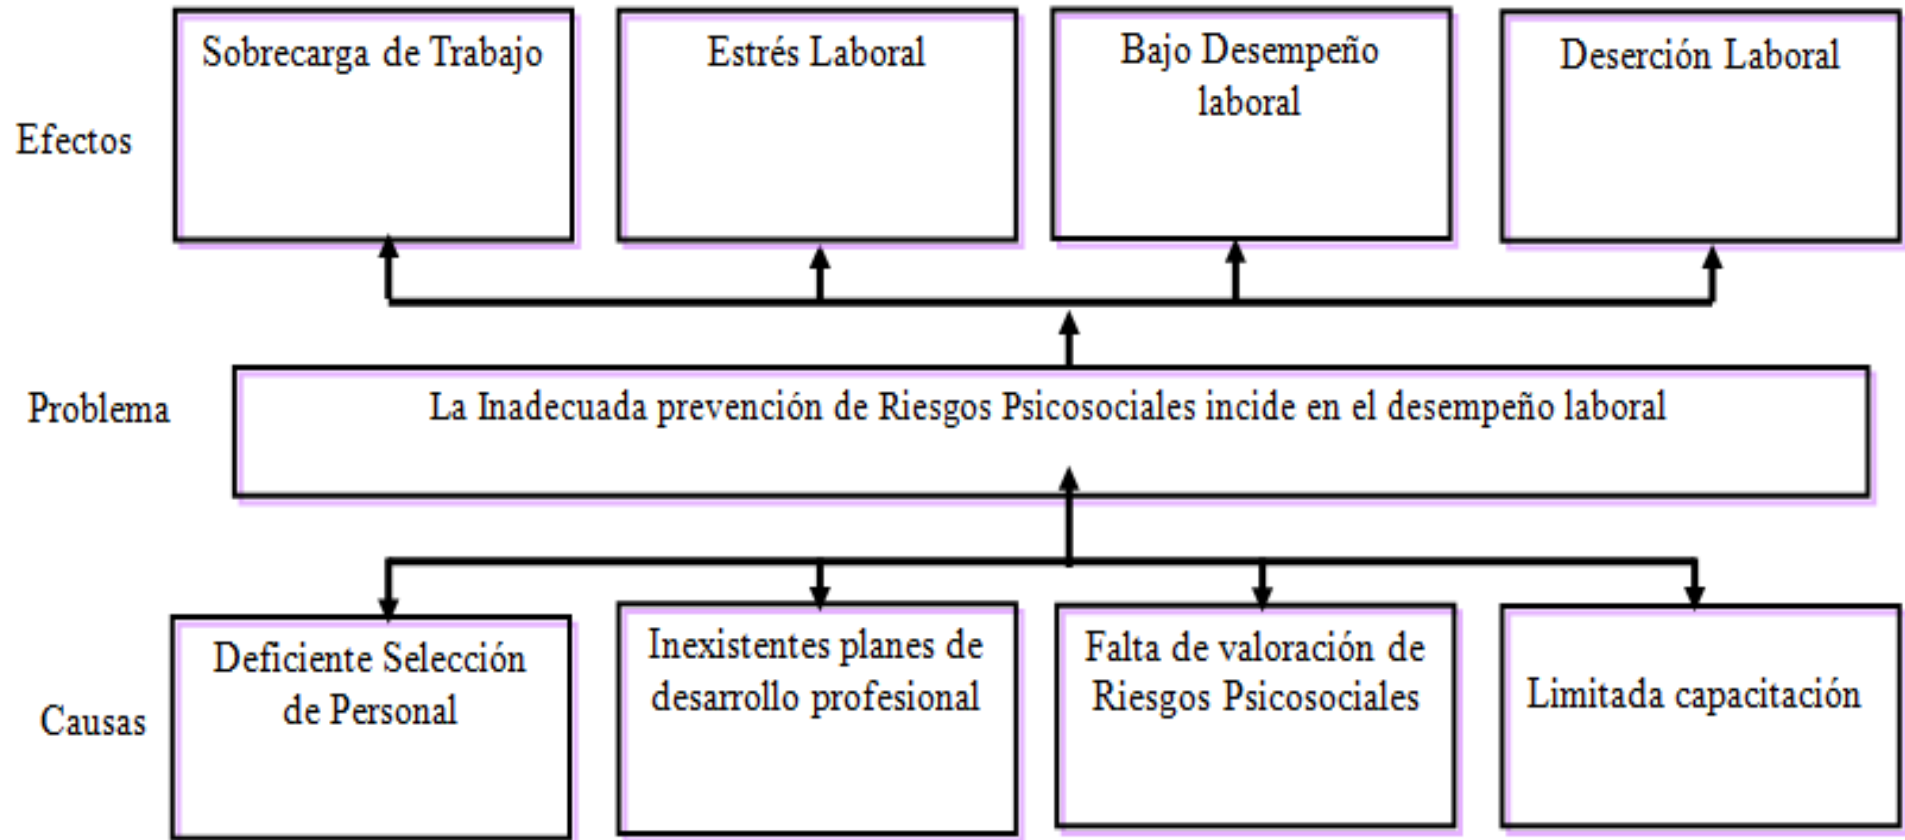 Sobrecarga de Trabajo
Estrés Laboral
Bajo Desempeño
laboral
Deserción Laboral
Efectos
Problema
La Inadecuada prevención de Riesgos Psicosociales incide en el desempeño laboral
Causas
Deficiente Selección
de Personal
Inexistentes planes de
desarrollo profesional
Falta de valoración de
Riesgos Psicosociales
Limitada capacitación